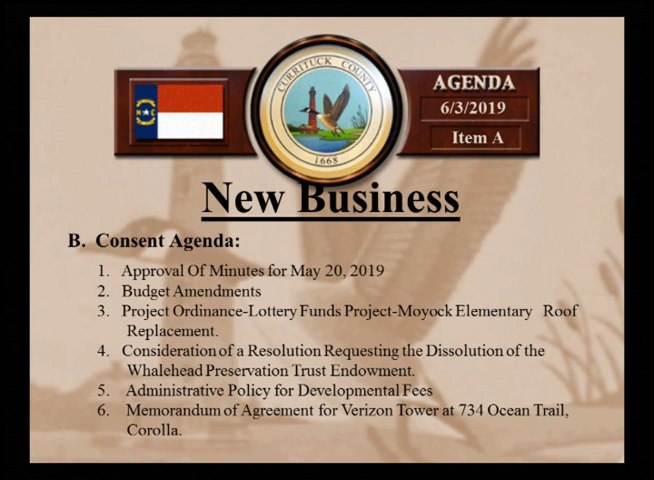 CURRITUCK COUNTY
1668
N C
AGENDA
6/3/2019
Item A
New Business
B. Consent Agenda:
1. Approval Of Minutes for May 20, 2019
2. Budget Amendments
3. Project Ordinance-Lottery Funds Project-Moyock Elementary Roof
Replacement.
4. Consideration of a Resolution Requesting the Dissolution of the
Whalehead Preservation Trust Endowment.
5. Administrative Policy for Developmental Fees
6. Memorandum of Agreement for Verizon Tower at 734 Ocean Trail,
Corolla.